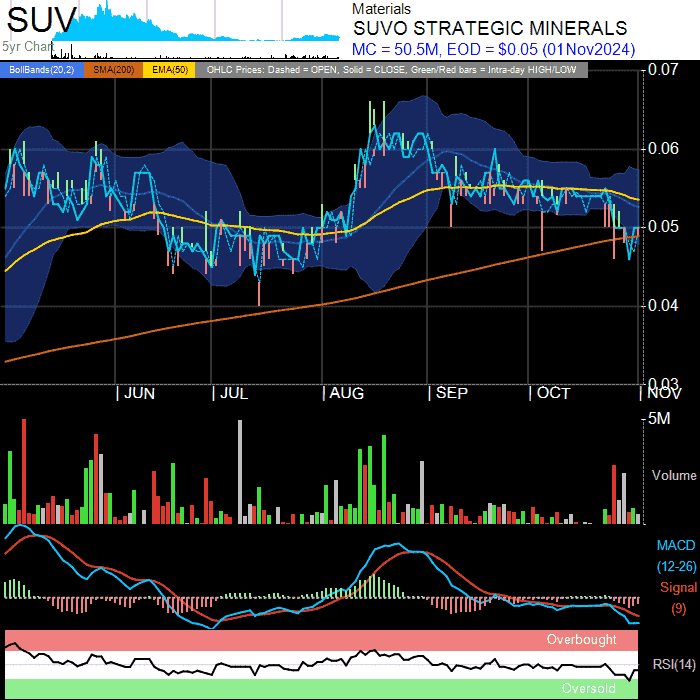 SUV
5yr Chart
Materials
SUVO STRATEGIC MINERALS
MC = 50.5M, EOD = $0.05 (01Nov2024)
BollBands(20,2) SMA(200) EMA(50) OHLC Prices: Dashed = OPEN, Solid = CLOSE, Green/Red bars = Intra-day HIGH/LOW
0.07
0.06
0.05
0.04
0.03
| JUN | JUL | AUG | SEP | OCT | NOV
5M
Volume
MACD
(12-26)
Signal
(9)
Overbought
RSI(14)
Oversold